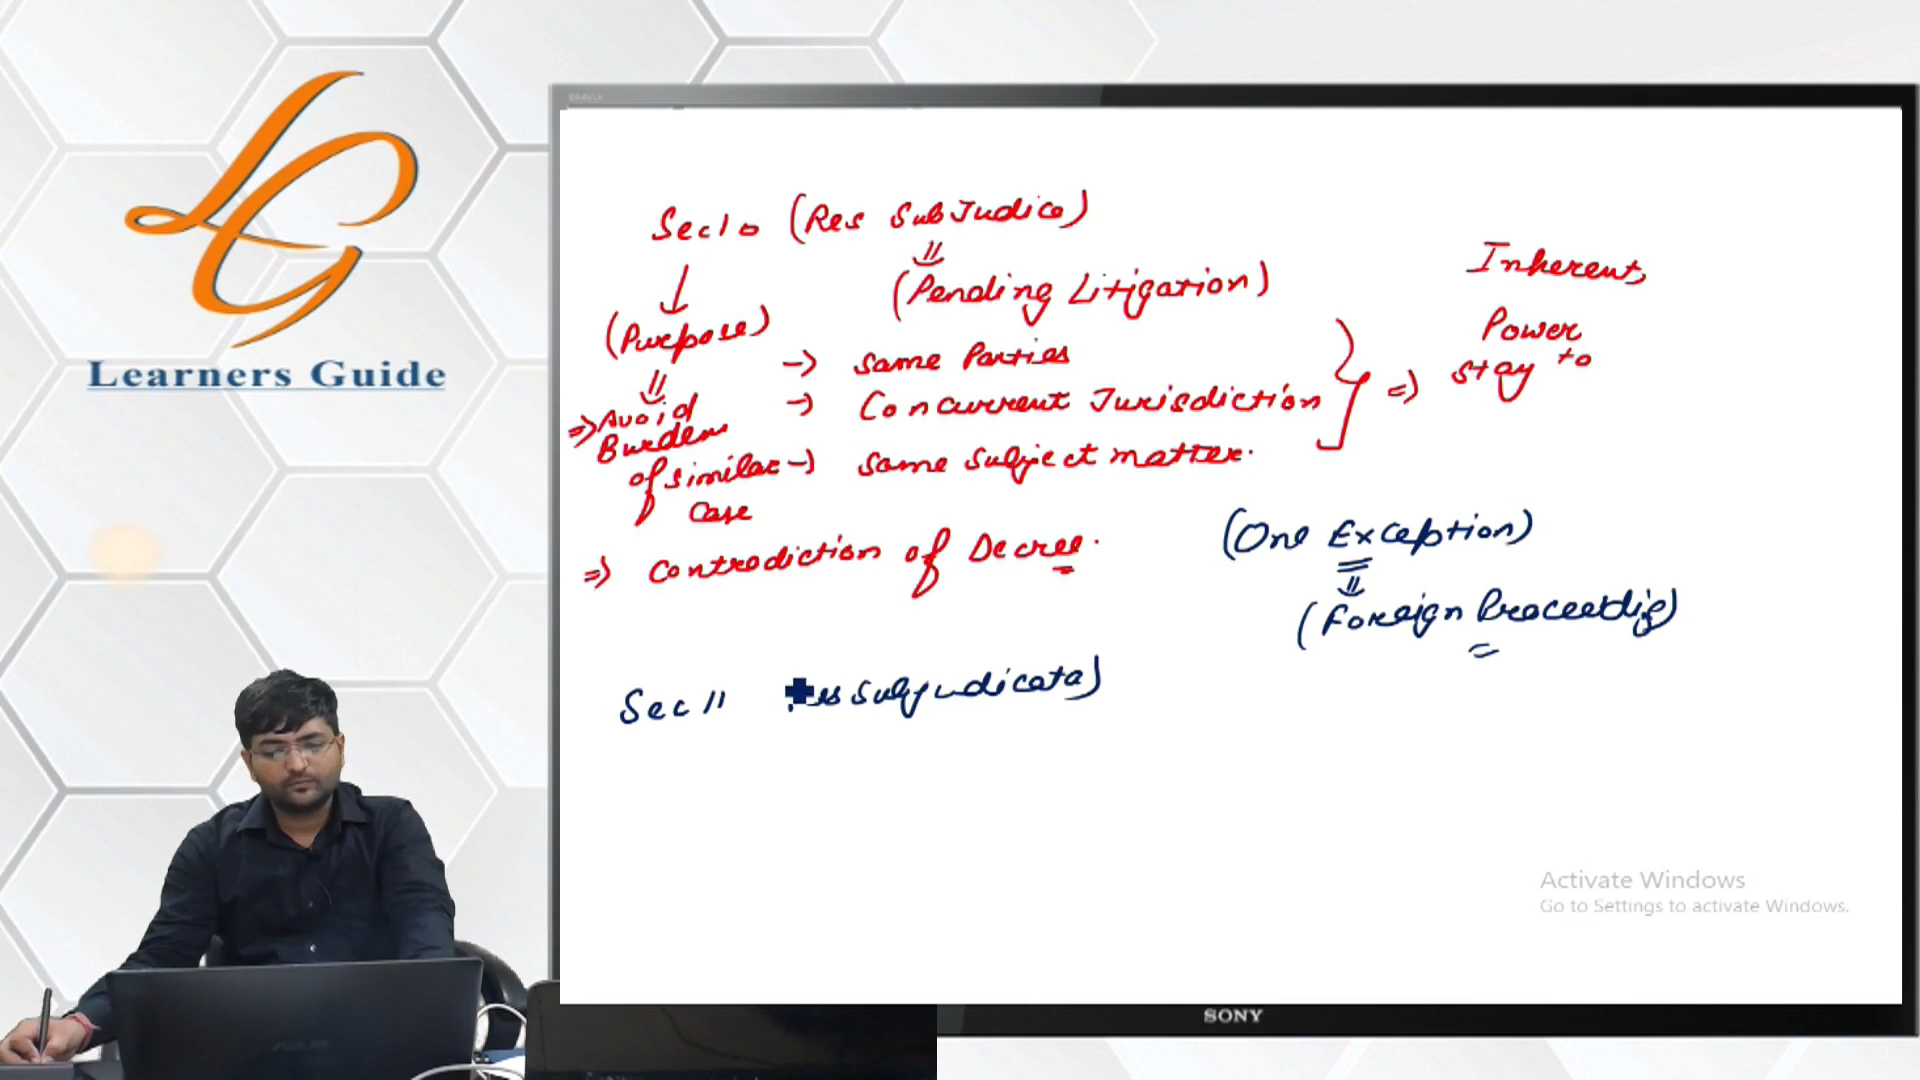 Learners Guide
Sec 10 (Res SubJudice)
(Pending Litigation)
(Purpose)
-> Same Parties
-> Concurrent Jurisdiction
-> Same Subject matter.
=> Avoid
Burden
of similar
Case
=> Contradiction of Decree.
=> Inherent
Power
to
stay
(One Exception)
(Foreign Proceeding)
Sec 11 Subjudicata)
Activate Windows
Go to Settings to activate Windows.
SONY